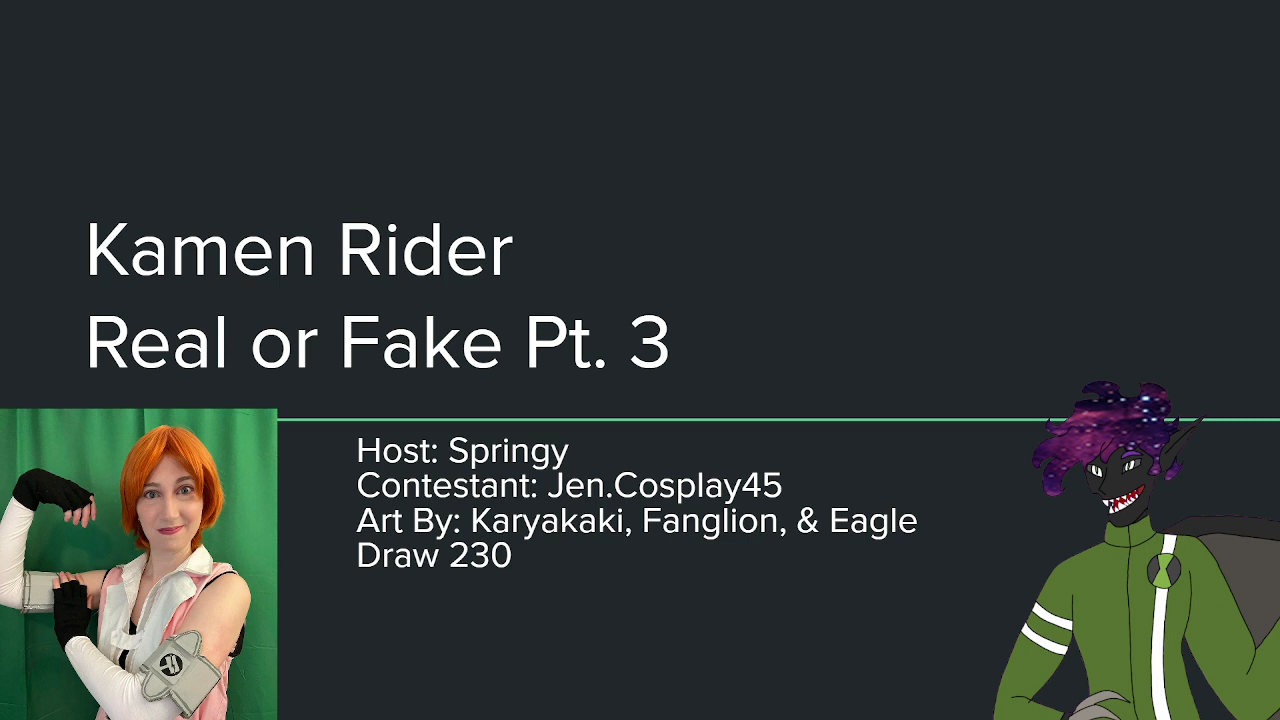 Kamen Rider
Real or Fake Pt. 3
Host: Springy
Contestant: Jen.Cosplay45
Art By: Karyakaki, Fanglion, & Eagle
Draw 230